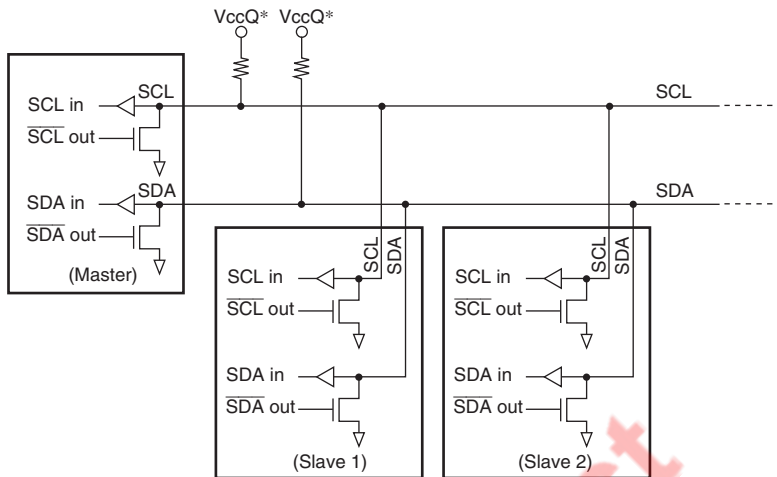 VccQ* VccQ*
SCL
SCL in
SCL out
SDA
SDA in
SDA out
(Master)
SCL
SDA
SCL
SDA
SCL in
SCL out
SDA in
SDA out
(Slave 1)
SCL
SDA
SCL in
SCL out
SDA in
SDA out
(Slave 2)